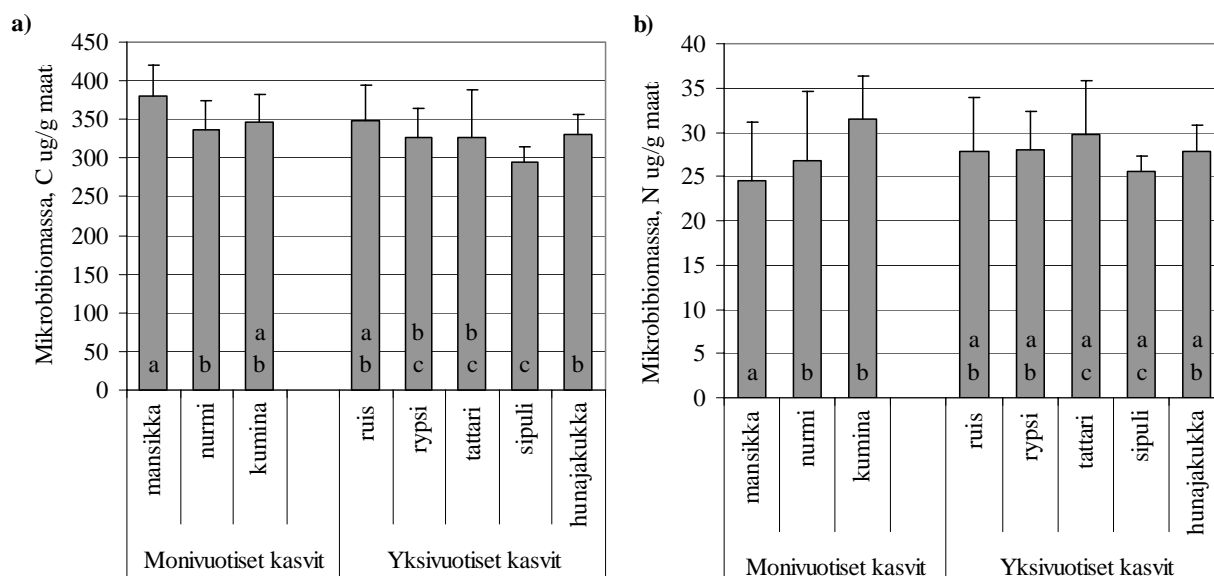 a)
Mikrobibiomassa, C ug/g maat
450
400
350
300
250
200
150
100
50
0
a
b
a
b
a
b
b
c
b
c
c
b
mansikka
nurmi
kumina
ruis
rypsi
tattari
sipuli
hunajakukka
Monivuotiset kasvit
Yksivuotiset kasvit
b)
Mikrobibiomassa, N ug/g maat
40
35
30
25
20
15
10
5
0
a
b
b
a
b
a
b
a
c
a
c
a
b
mansikka
nurmi
kumina
ruis
rypsi
tattari
sipuli
hunajakukka
Monivuotiset kasvit
Yksivuotiset kasvit